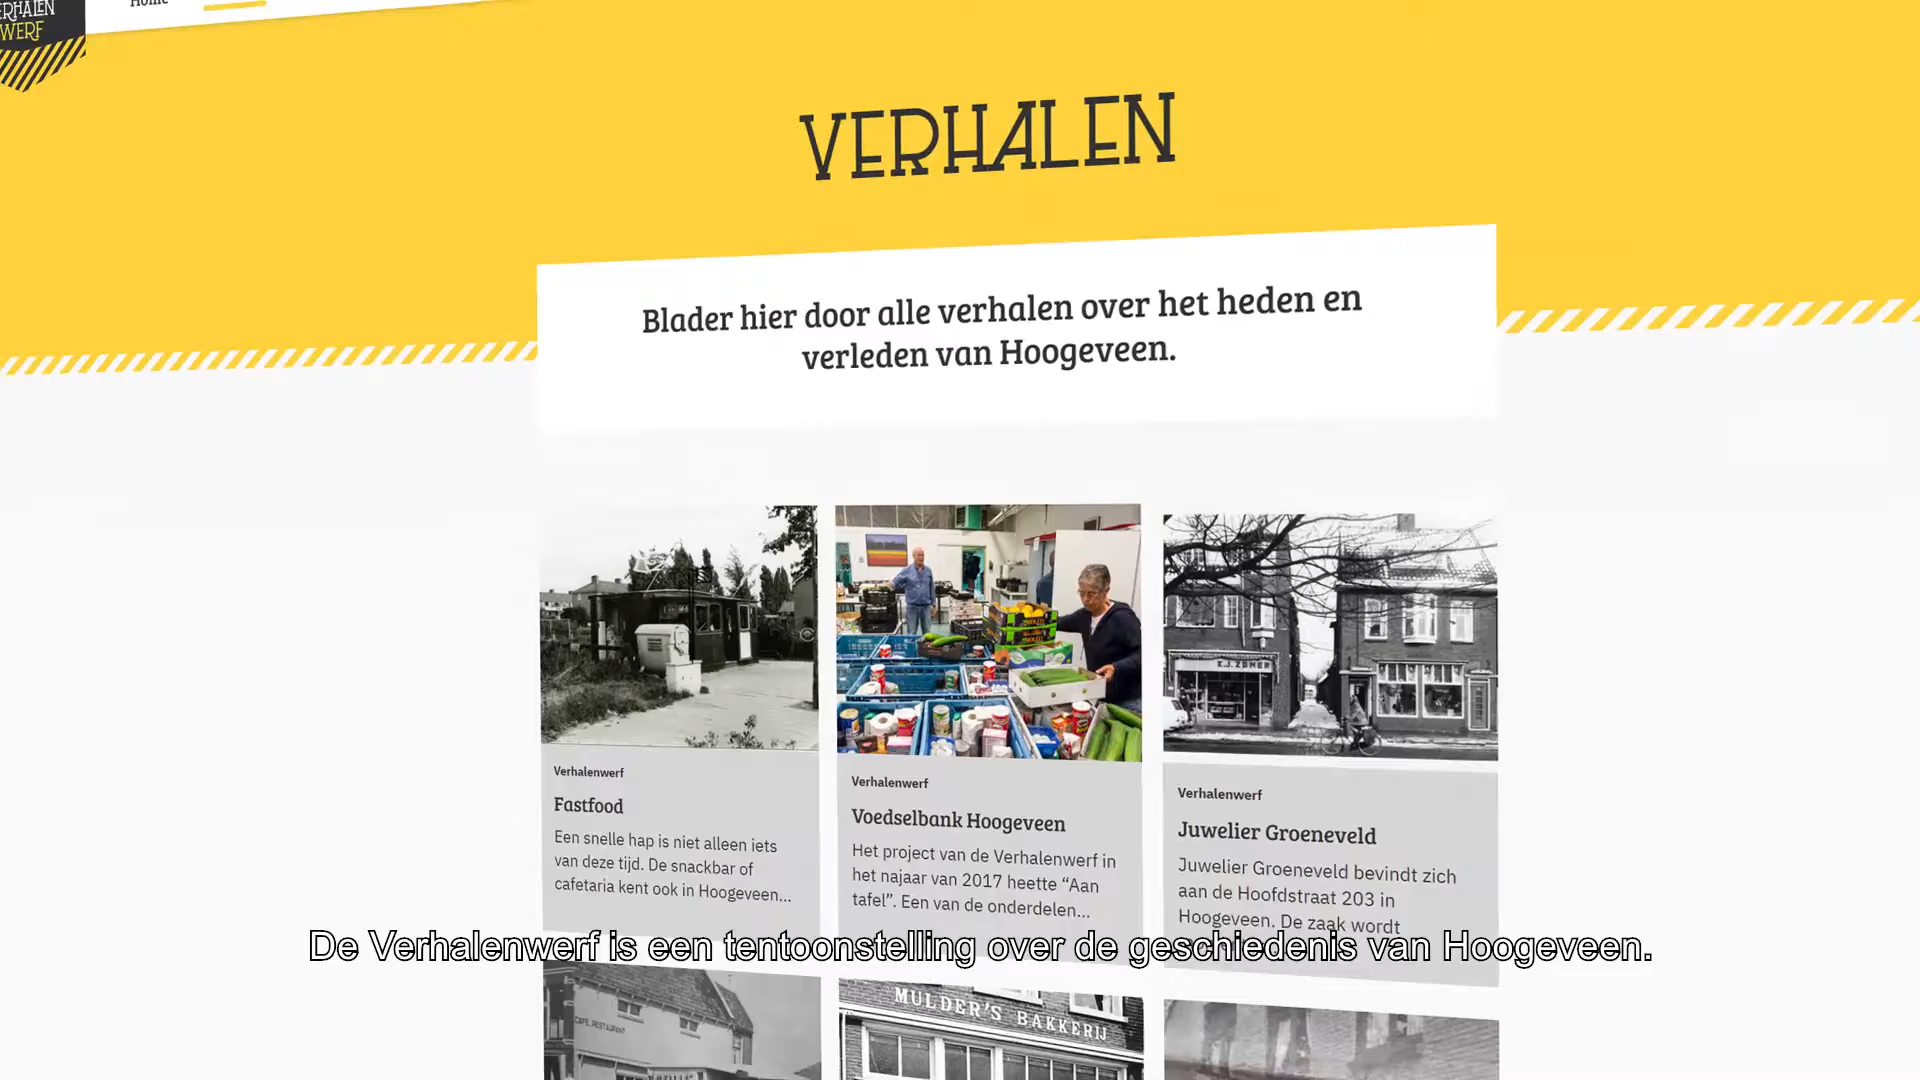 WERF
Home
VERHALEN
Blader hier door alle verhalen over het heden en
verleden van Hoogeveen.
E.J. ZOMER
Verhalenwerf
Fastfood
Een snelle hap is niet alleen iets
van deze tijd. De snackbar of
cafetaria kent ook in Hoogeveen...
Verhalenwerf
Voedselbank Hoogeveen
Het project van de Verhalenwerf in
het najaar van 2017 heette “Aan
tafel”. Een van de onderdelen...
Verhalenwerf
Juwelier Groeneveld
Juwelier Groeneveld bevindt zich
aan de Hoofdstraat 203 in
Hoogeveen. De zaak wordt
De Verhalenwerf is een tentoonstelling over de geschiedenis van Hoogeveen.
CAFE. RESTAURANT
MULDER'S BAKKERIJ